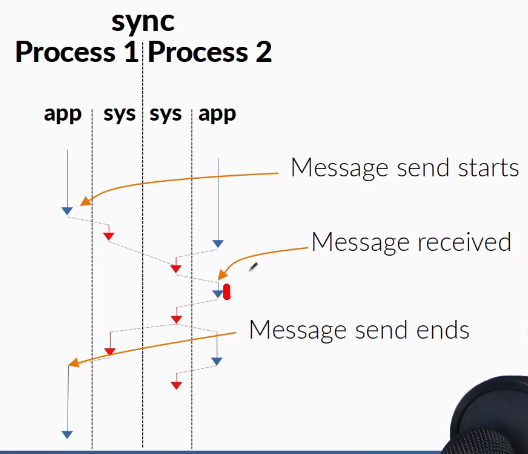 sync
Process 1 Process 2
app sys sys app
Message send starts
Message received
Message send ends